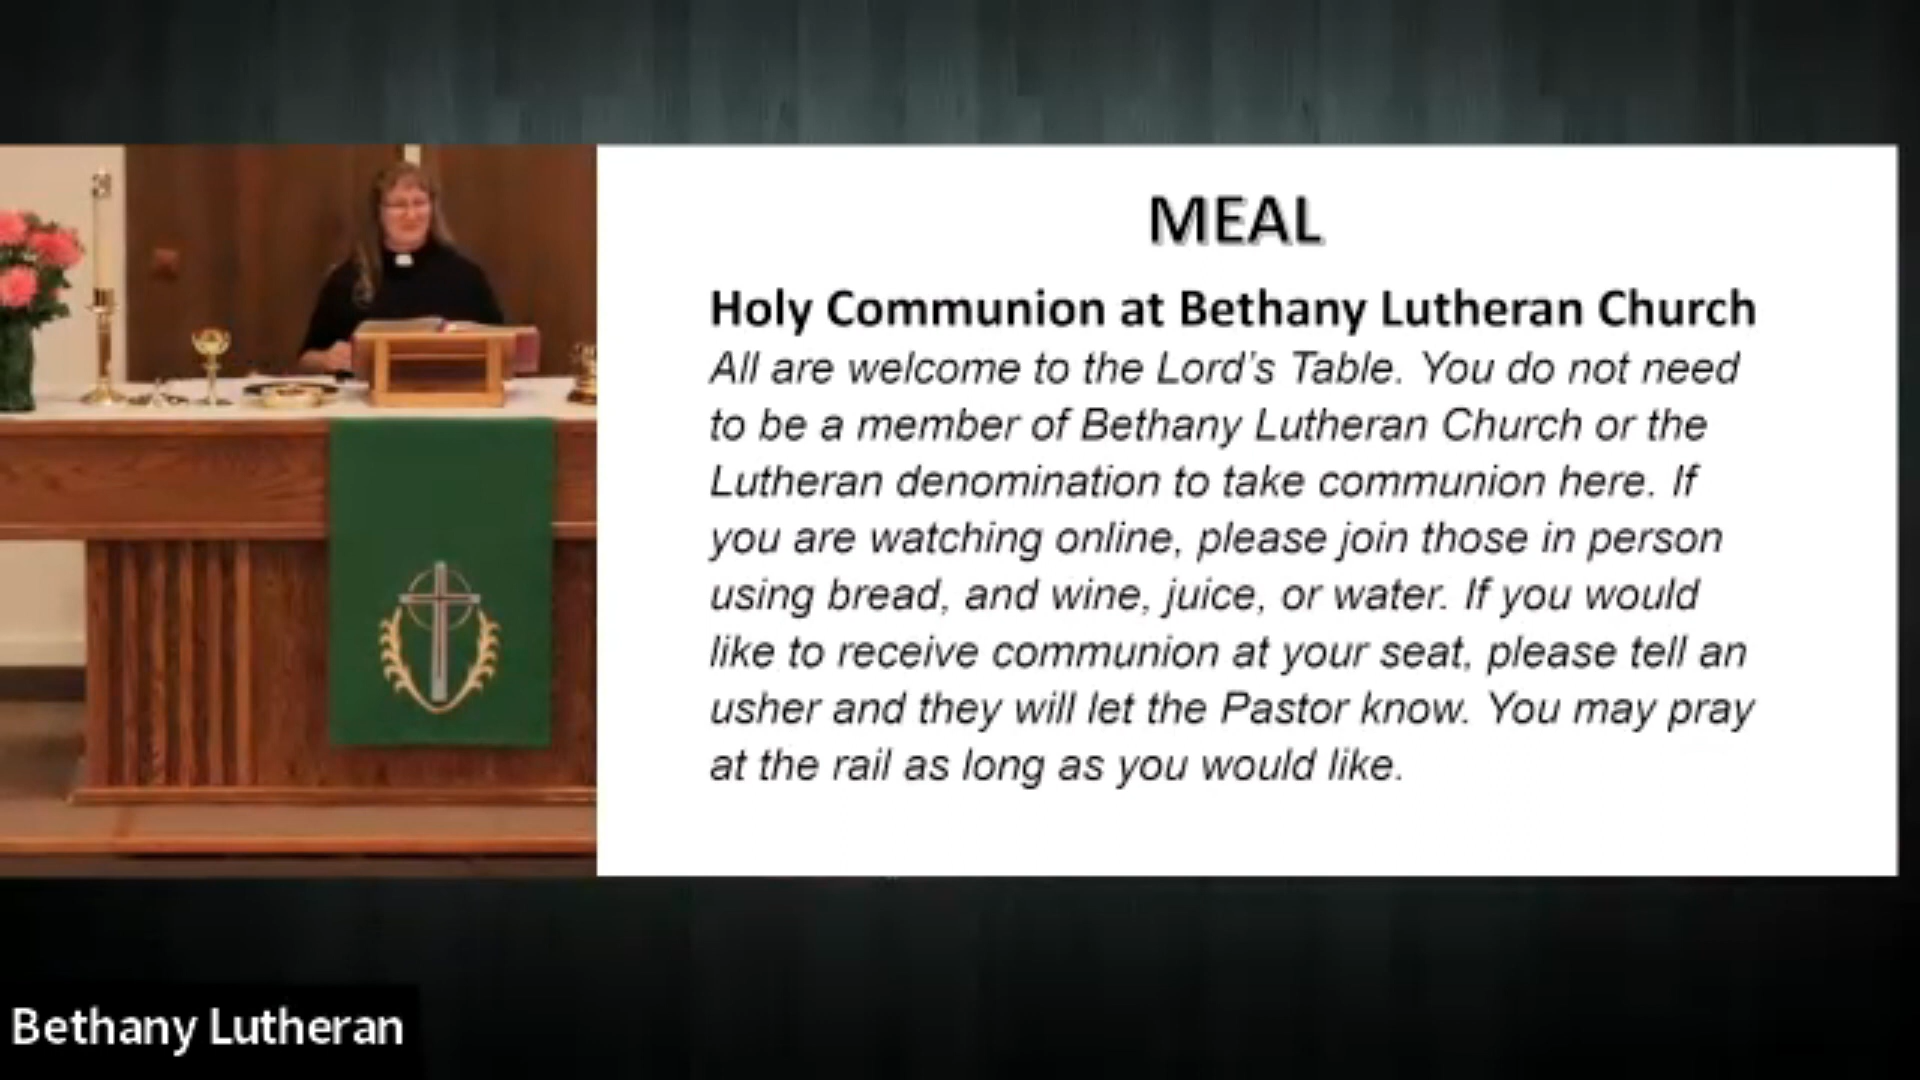 MEAL
Holy Communion at Bethany Lutheran Church
All are welcome to the Lord's Table. You do not need
to be a member of Bethany Lutheran Church or the
Lutheran denomination to take communion here. If
you are watching online, please join those in person
using bread, and wine, juice, or water. If you would
like to receive communion at your seat, please tell an
usher and they will let the Pastor know. You may pray
at the rail as long as you would like.
Bethany Lutheran